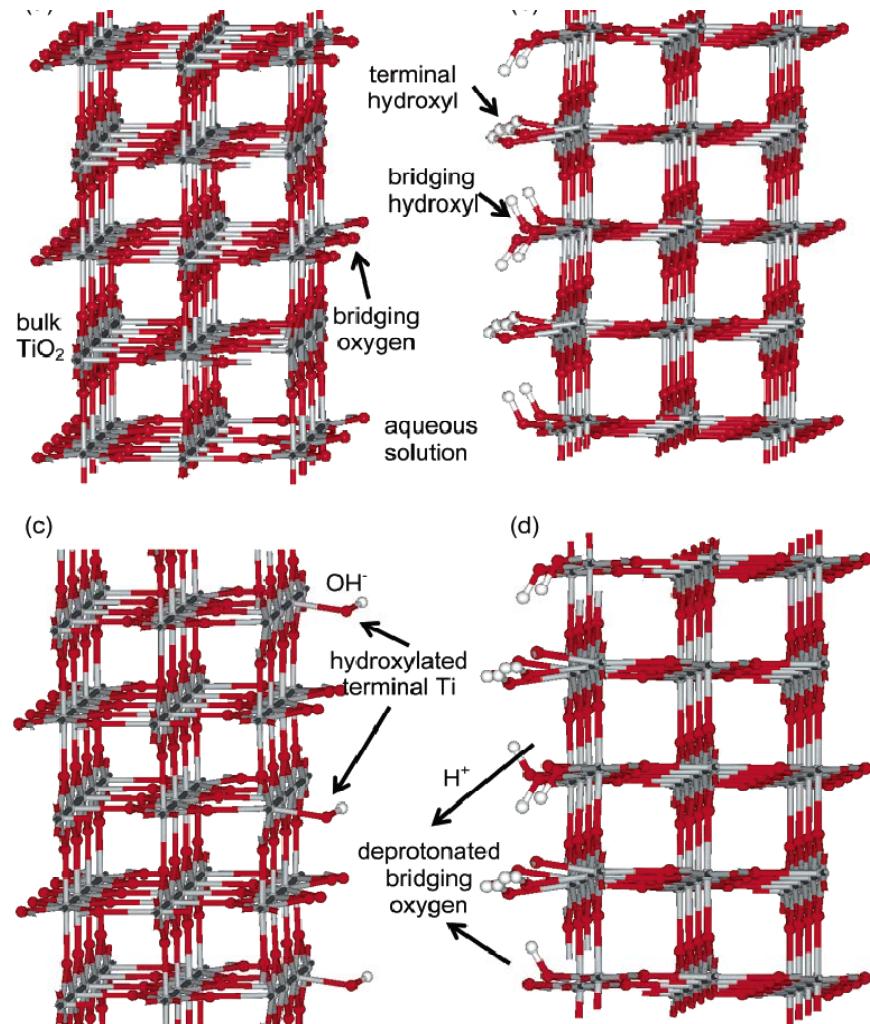 terminal
hydroxyl
bridging
hydroxyl
bulk
TiO₂
bridging
oxygen
aqueous
solution
(c)
(d)
OH⁻
hydroxylated
terminal Ti
H⁺
deprotonated
bridging
oxygen